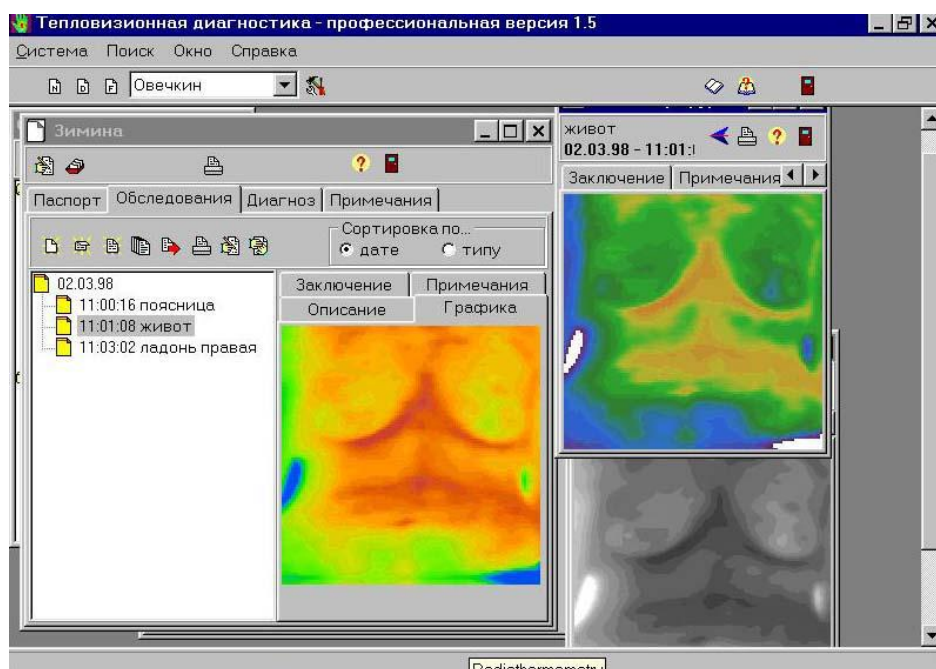 Тепловизионная диагностика - профессиональная версия 1.5
Система Поиск Окно Справка
N D F Овечкин
Зимина
живот
02.03.98 - 11:01:
Заключение Примечания
Паспорт Обследования Диагноз Примечания
Сортировка по...
дате типу
02.03.98
11:00:16 поясница
11:01:08 живот
11:03:02 ладонь правая
Заключение Примечания
Описание Графика